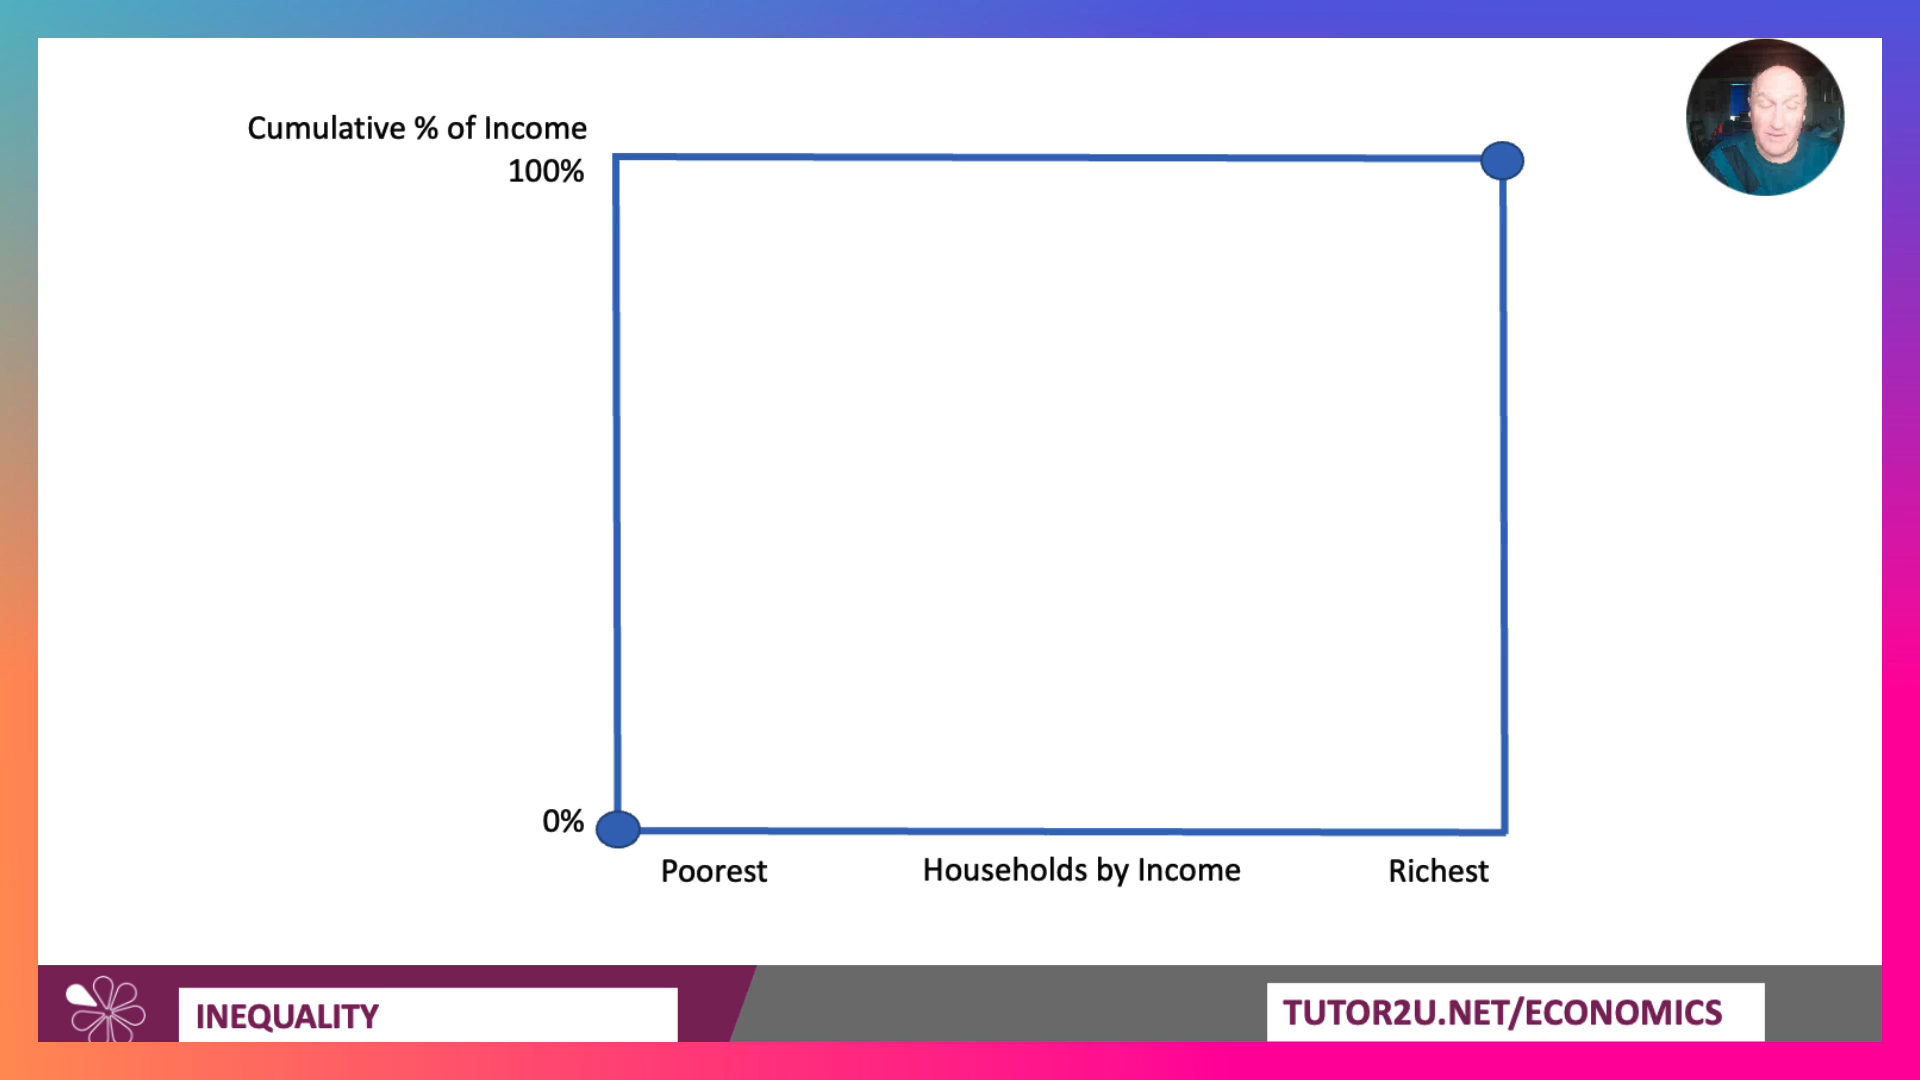 Cumulative % of Income
100%
0%
Poorest Households by Income Richest
INEQUALITY
TUTOR2U.NET/ECONOMICS